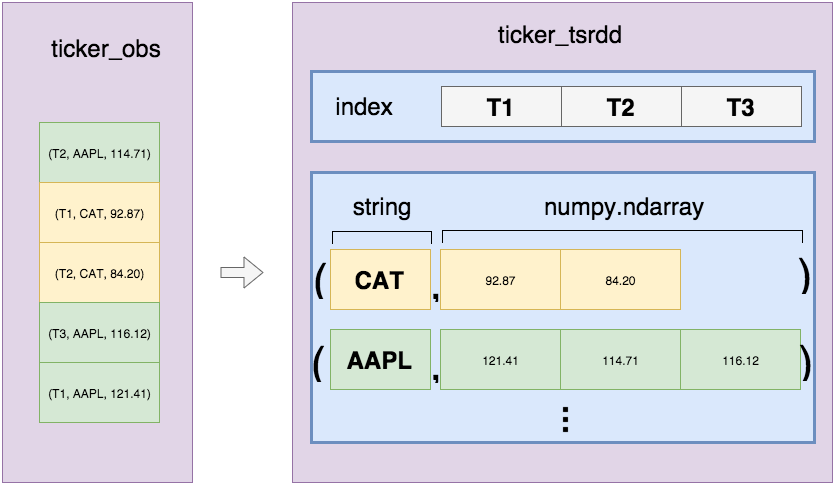 ticker_obs
(T2, AAPL, 114.71)
(T1, CAT, 92.87)
(T2, CAT, 84.20)
(T3, AAPL, 116.12)
(T1, AAPL, 121.41)
ticker_tsrdd
index T1 T2 T3
string numpy.ndarray
( CAT , 92.87 84.20 )
( AAPL , 121.41 114.71 116.12 )
⋮